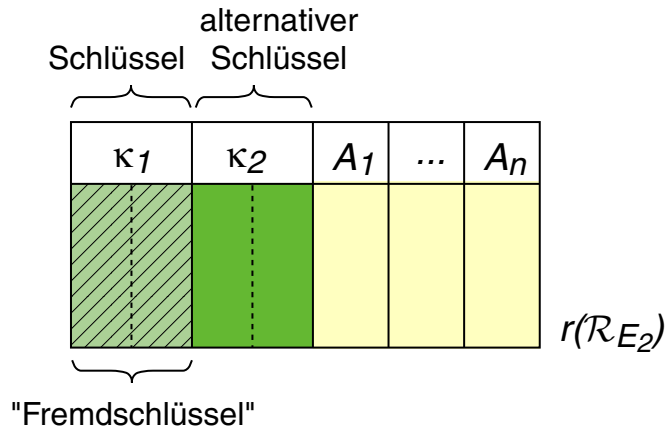 alternativer
Schlüssel Schlüssel
κ1 κ2 A1 ... An
r(RE2)
"Fremdschlüssel"